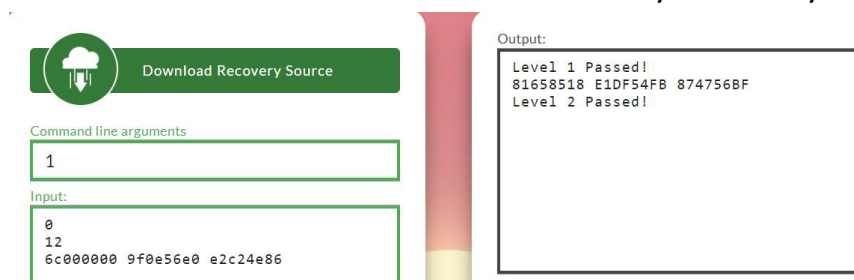 Download Recovery Source
Command line arguments
1
Input:
0
12
6c000000 9f0e56e0 e2c24e86
Output:
Level 1 Passed!
81658518 E1DF54FB 874756BF
Level 2 Passed!